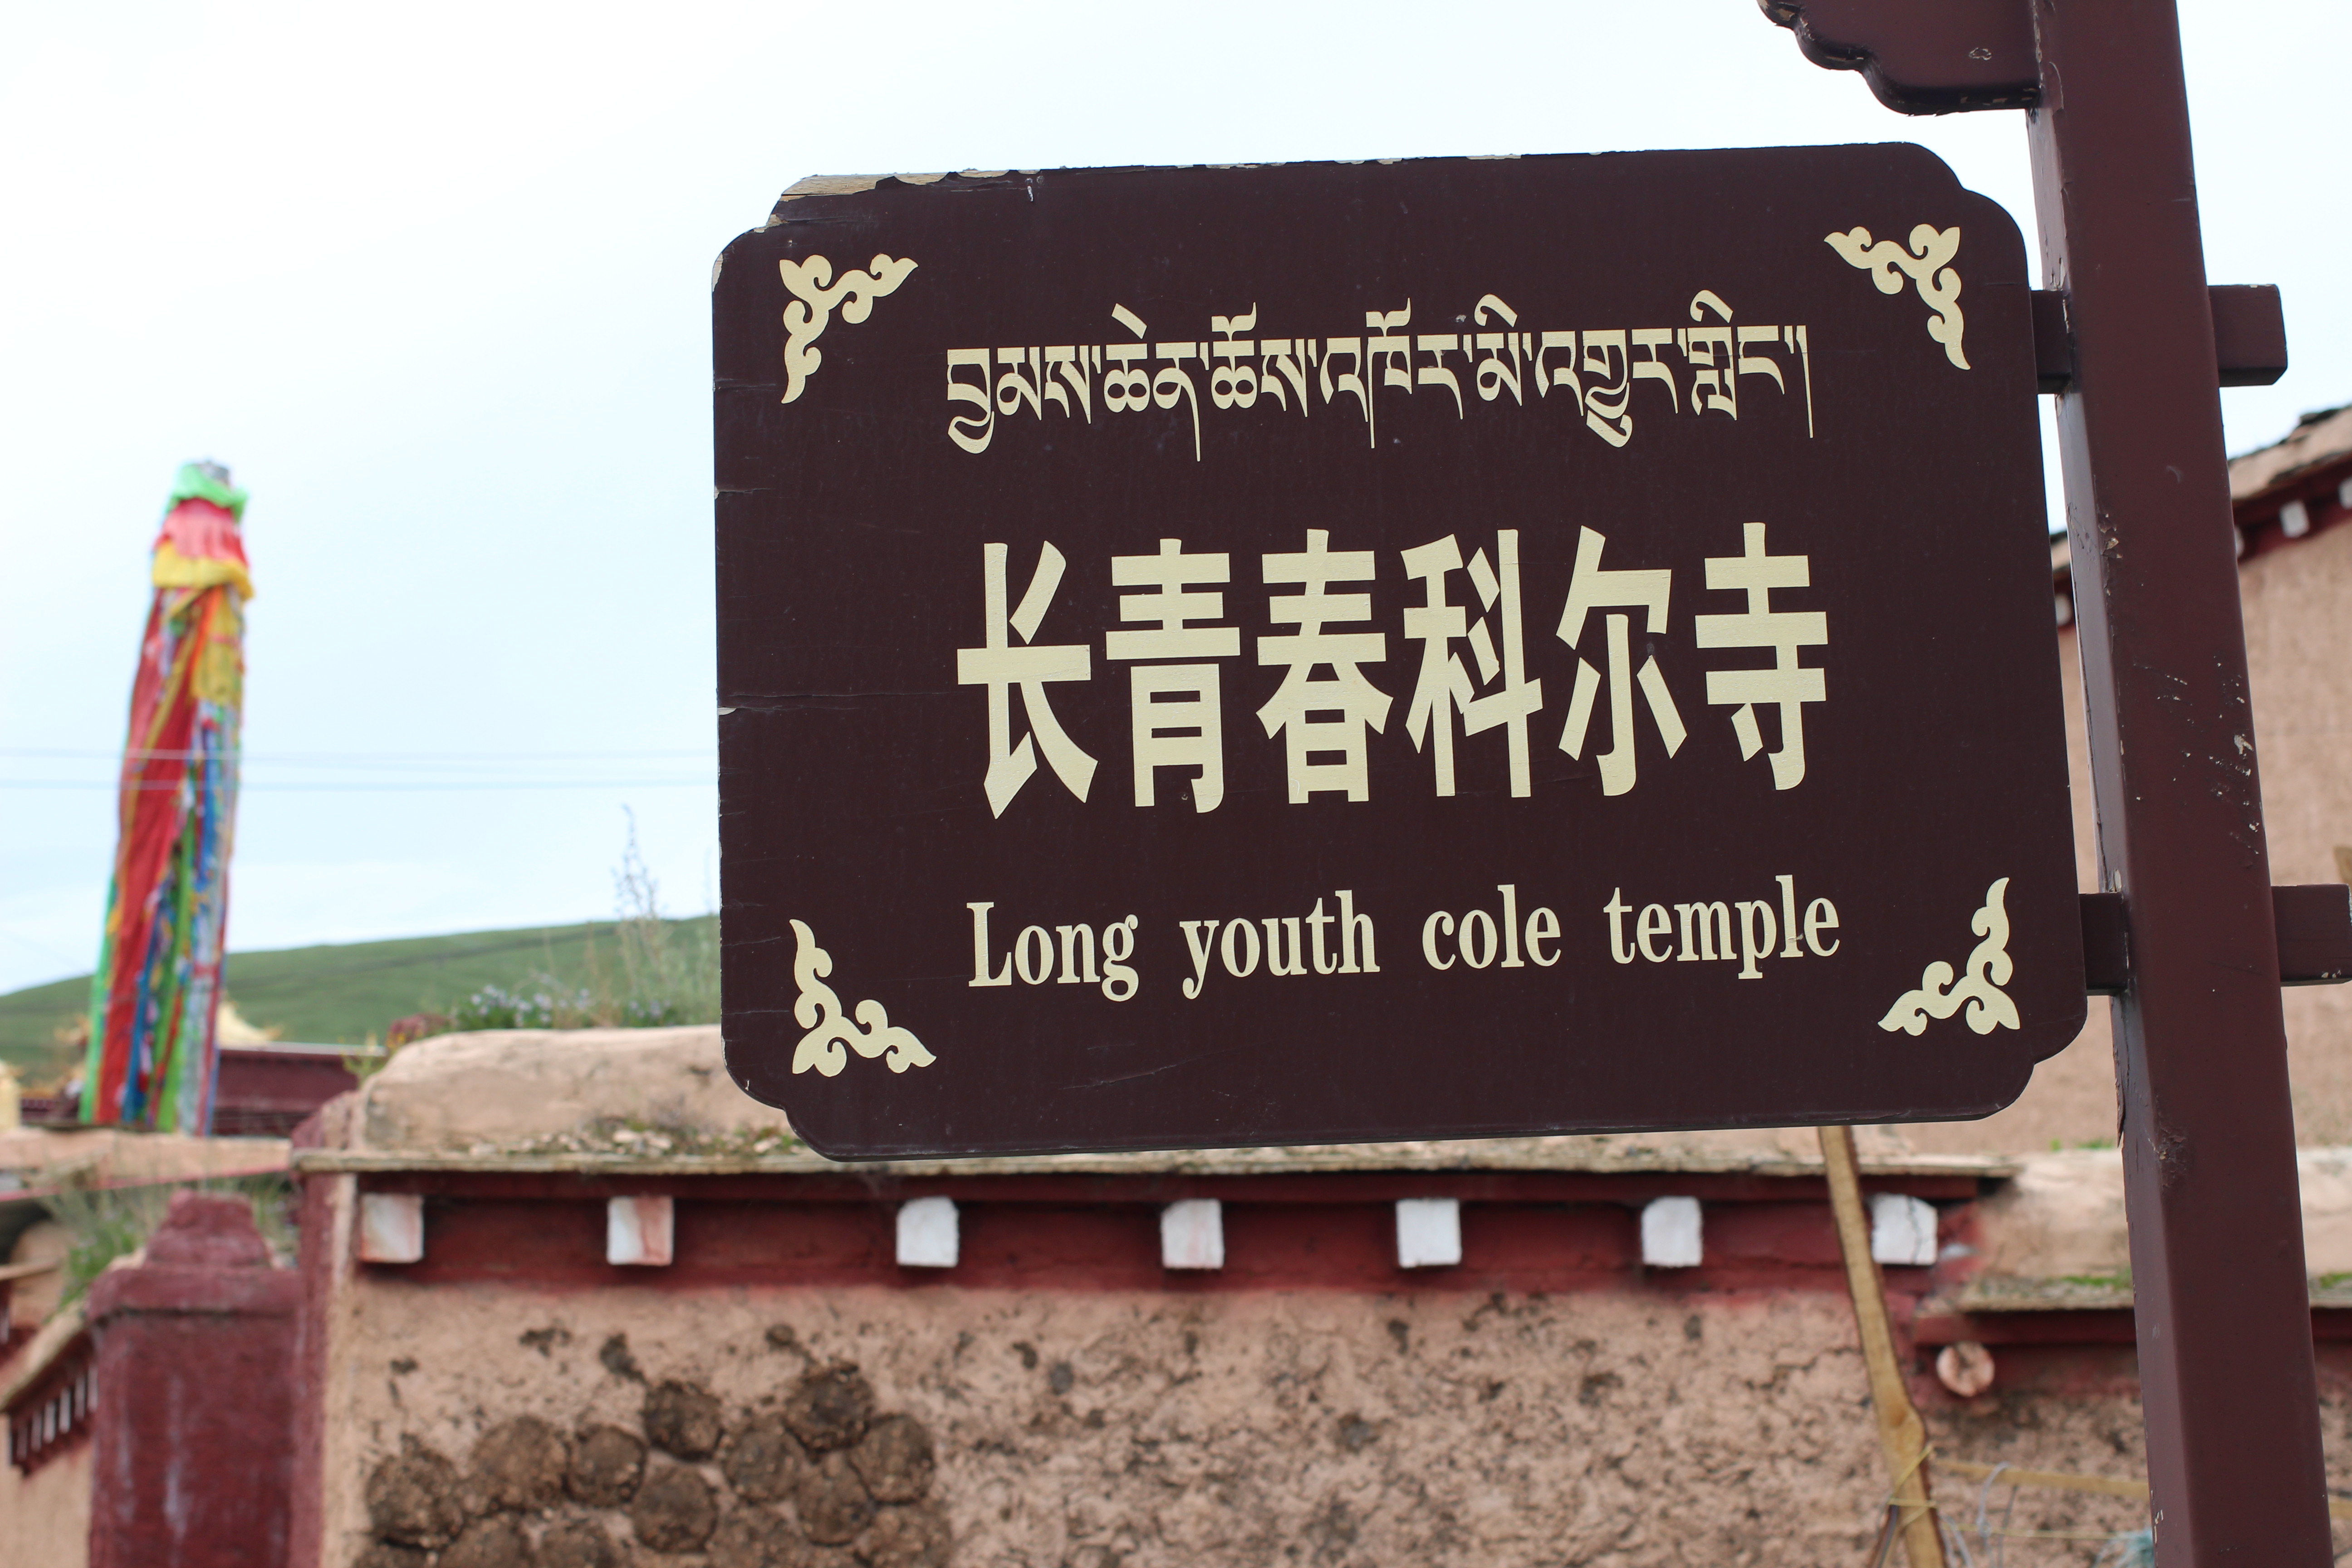 བྱམས་ཆེན་ཆོས་འཁོར་མི་འགྱུར་གླིང་།
长青春科尔寺
Long youth cole temple